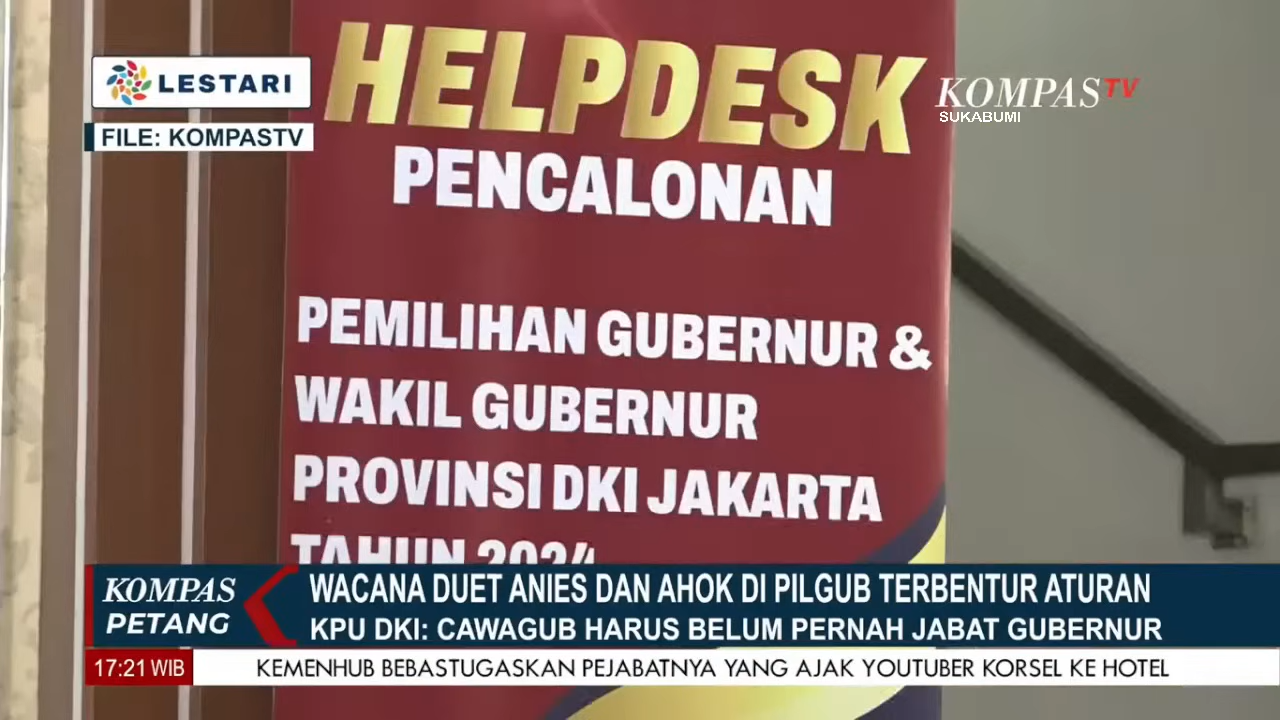 HELPDESK
LESTARI
KOMPASTV
SUKABUMI
FILE: KOMPASTV
PENCALONAN
PEMILIHAN GUBERNUR &
WAKIL GUBERNUR
PROVINSI DKI JAKARTA
TAHUN 2024
KOMPAS
PETANG
WACANA DUET ANIES DAN AHOK DI PILGUB TERBENTUR ATURAN
KPU DKI: CAWAGUB HARUS BELUM PERNAH JABAT GUBERNUR
17:21 WIB
KEMENHUB BEBASTUGASKAN PEJABATNYA YANG AJAK YOUTUBER KORSEL KE HOTEL